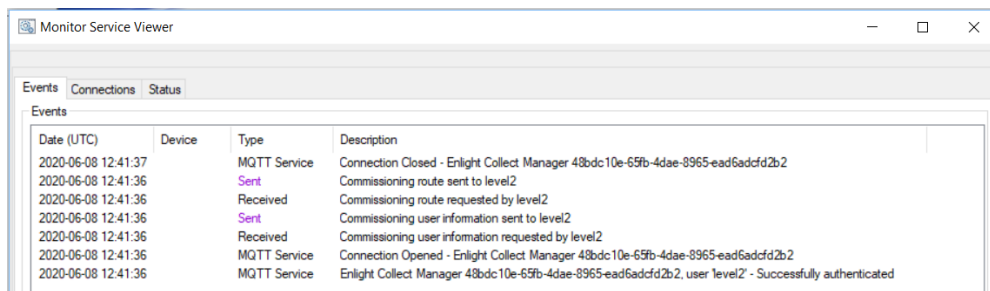 Monitor Service Viewer
Events Connections Status
Events
Date (UTC) Device Type Description
2020-06-08 12:41:37 MQTT Service Connection Closed - Enlight Collect Manager 48bdc10e-65fb-4dae-8965-ead6adcfd2b2
2020-06-08 12:41:36 Sent Commissioning route sent to level2
2020-06-08 12:41:36 Received Commissioning route requested by level2
2020-06-08 12:41:36 Sent Commissioning user information sent to level2
2020-06-08 12:41:36 Received Commissioning user information requested by level2
2020-06-08 12:41:36 MQTT Service Connection Opened - Enlight Collect Manager 48bdc10e-65fb-4dae-8965-ead6adcfd2b2
2020-06-08 12:41:36 MQTT Service Enlight Collect Manager 48bdc10e-65fb-4dae-8965-ead6adcfd2b2, user 'level2' - Successfully authenticated